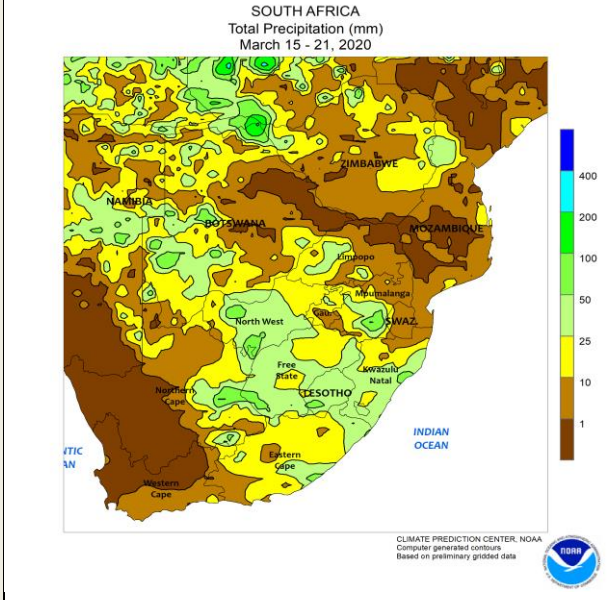 SOUTH AFRICA
Total Precipitation (mm)
March 15 - 21, 2020
ZIMBABWE
NAMIBIA
BOTSWANA
MOZAMBIQUE
Limpopo
Mpumalanga
Gau.
SWAZ.
North West
Free
State
Kwazulu
Natal
LESOTHO
Northern
Cape
Eastern
Cape
Western
Cape
NTIC
AN
INDIAN
OCEAN
400
200
100
50
25
10
1
CLIMATE PREDICTION CENTER, NOAA
Computer generated contours
Based on preliminary gridded data
NOAA